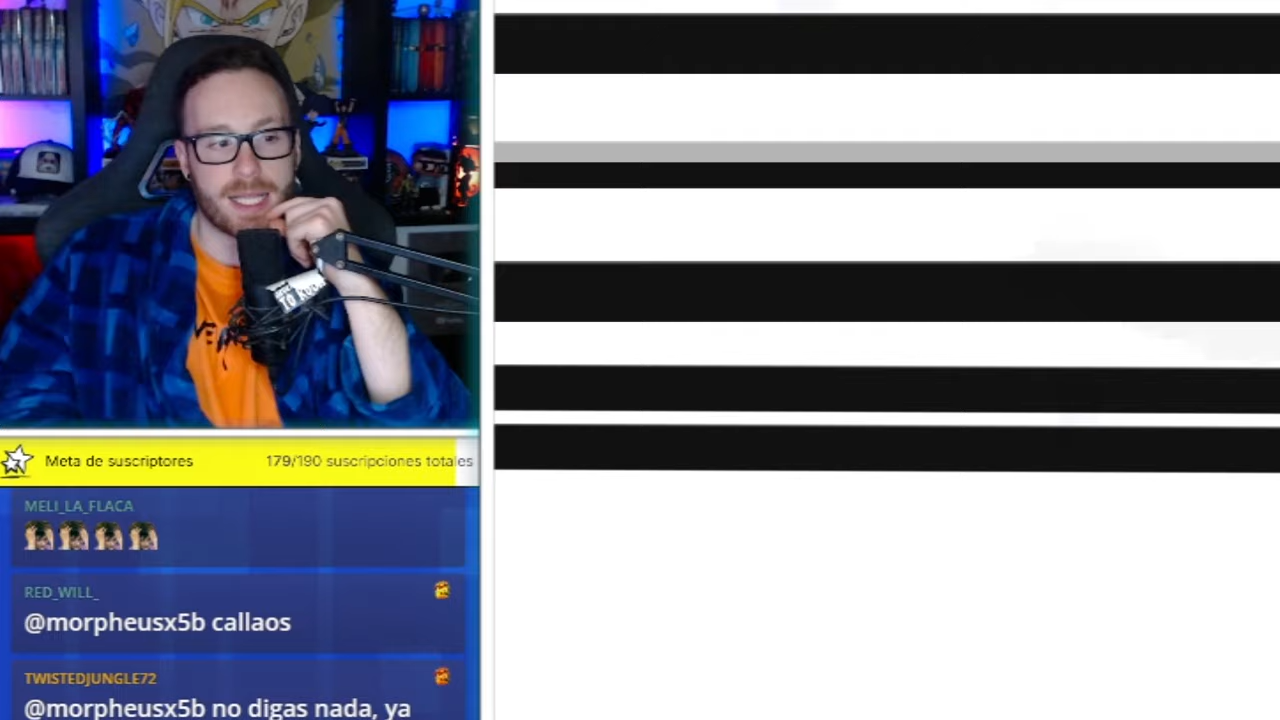 Meta de suscriptores 179/190 suscripciones totales
MELI_LA_FLACA
RED_WILL_
@morpheusx5b callaos
TWISTEDJUNGLE72
@morpheusx5b no digas nada, ya